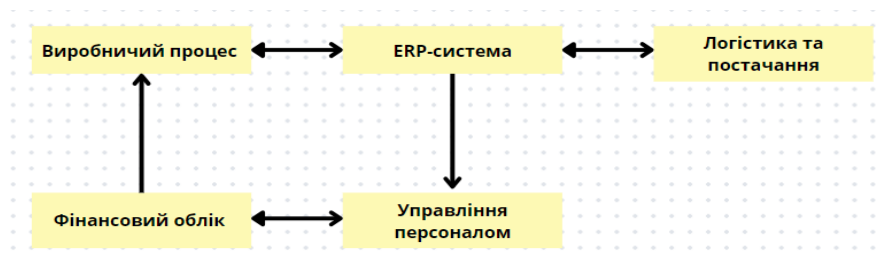 Виробничий процес
ERP-система
Логістика та
постачання
Фінансовий облік
Управління
персоналом